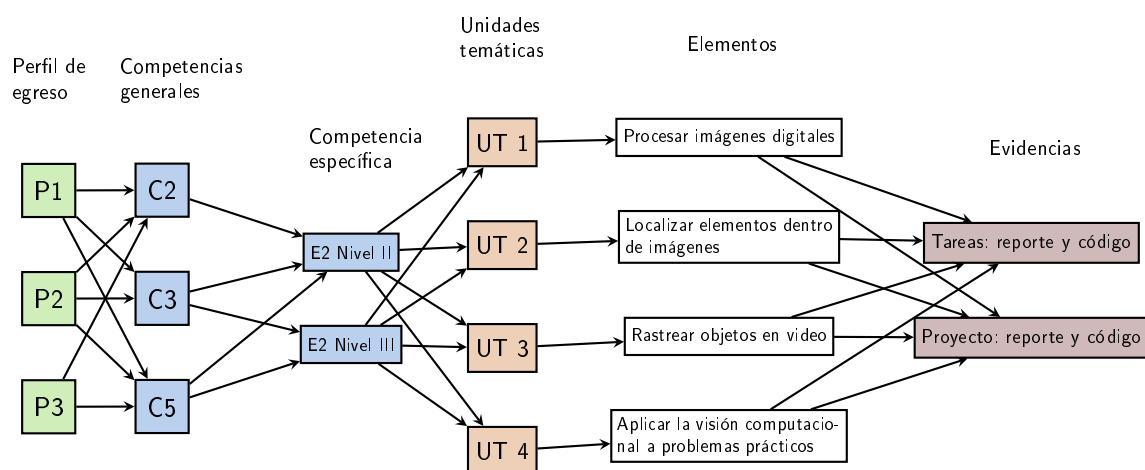 Perfil de
egreso
P1
P2
P3
Competencias
generales
C2
C3
C5
Competencia
específica
E2 Nivel II
E2 Nivel III
Unidades
temáticas
UT 1
UT 2
UT 3
UT 4
Elementos
Procesar imágenes digitales
Localizar elementos dentro
de imágenes
Rastrear objetos en video
Aplicar la visión computacio-
nal a problemas prácticos
Evidencias
Tareas: reporte y código
Proyecto: reporte y código